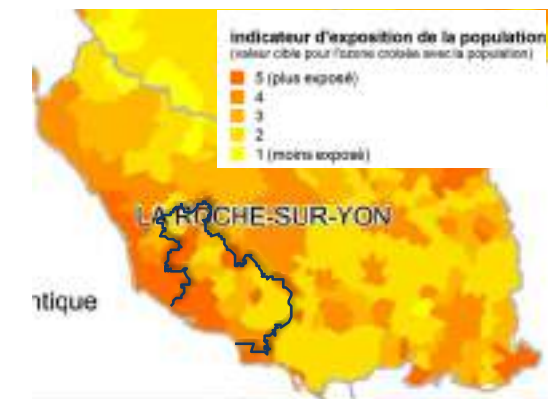 indicateur d'exposition de la population
(valeur cible pour l'ozone croisée avec la population)
5 (plus exposé)
4
3
2
1 (moins exposé)
LA ROCHE-SUR-YON
ntique